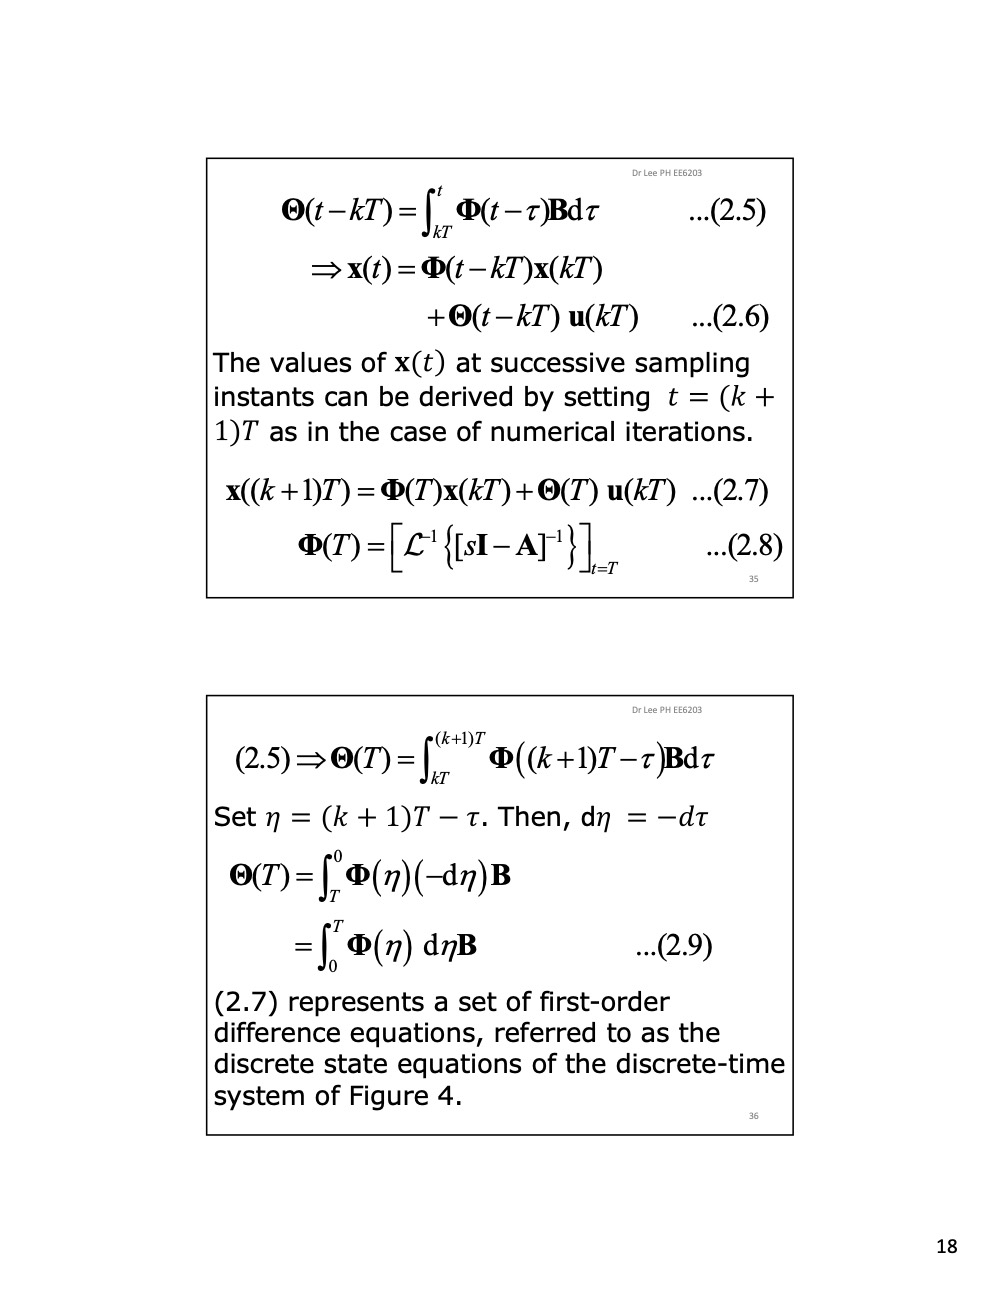 Dr Lee PH EE6203
𝚯(t − kT) = ∫_{kT}^{t} 𝚽(t − τ)𝐁dτ ...(2.5)
⇒ 𝐱(t) = 𝚽(t − kT)𝐱(kT)
+ 𝚯(t − kT) 𝐮(kT) ...(2.6)
The values of 𝐱(t) at successive sampling
instants can be derived by setting t = (k +
1)T as in the case of numerical iterations.
𝐱((k + 1)T) = 𝚽(T)𝐱(kT) + 𝚯(T) 𝐮(kT) ...(2.7)
𝚽(T) = [ℒ^{-1} {[s𝐈 − 𝐀]^{-1}}]_{t=T} ...(2.8)
35
Dr Lee PH EE6203
(2.5) ⇒ 𝚯(T) = ∫_{kT}^{(k+1)T} 𝚽((k + 1)T − τ)𝐁dτ
Set η = (k + 1)T − τ. Then, dη = −dτ
𝚯(T) = ∫_{T}^{0} 𝚽(η)(−dη)𝐁
= ∫_{0}^{T} 𝚽(η) dη𝐁 ...(2.9)
(2.7) represents a set of first-order
difference equations, referred to as the
discrete state equations of the discrete-time
system of Figure 4.
36
18